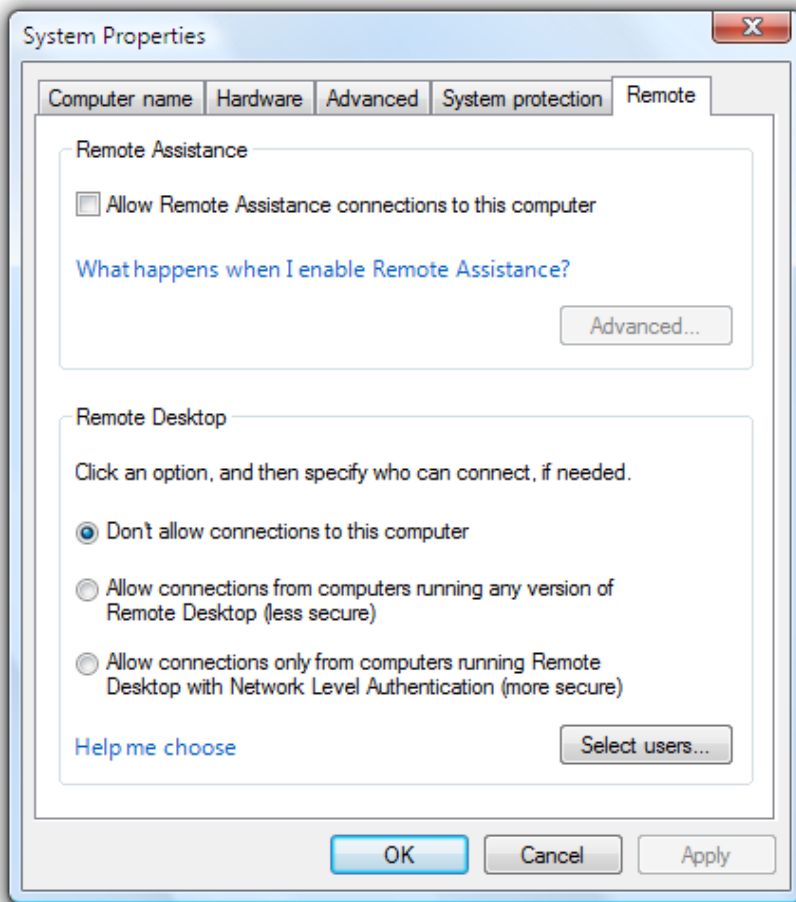 System Properties
Computer name Hardware Advanced System protection Remote
Remote Assistance
Allow Remote Assistance connections to this computer
What happens when I enable Remote Assistance?
Advanced...
Remote Desktop
Click an option, and then specify who can connect, if needed.
Don't allow connections to this computer
Allow connections from computers running any version of
Remote Desktop (less secure)
Allow connections only from computers running Remote
Desktop with Network Level Authentication (more secure)
Help me choose
Select users...
OK Cancel Apply